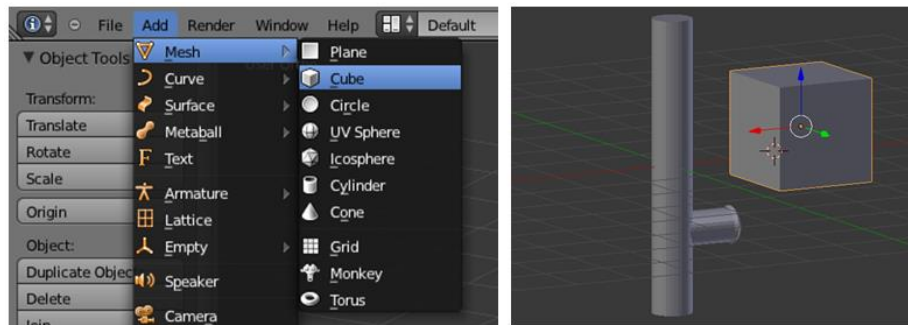 File Add Render Window Help Default
Object Tools
Transform:
Translate
Rotate
Scale
Origin
Object:
Duplicate Objec
Delete
Join
Mesh
Curve
Surface
Metaball
Text
Armature
Lattice
Empty
Speaker
Camera
Plane
Cube
Circle
UV Sphere
Icosphere
Cylinder
Cone
Grid
Monkey
Torus